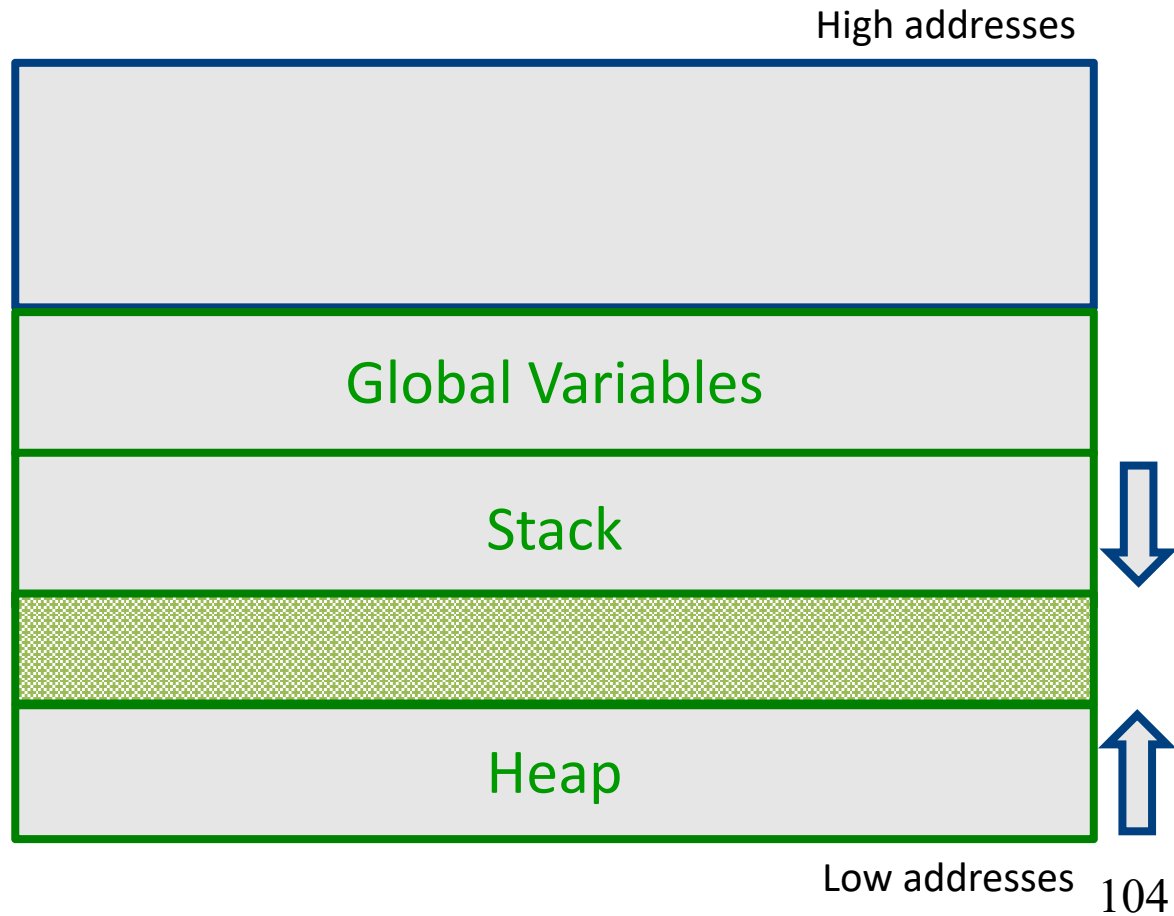 High addresses
Global Variables
Stack
Heap
Low addresses
104